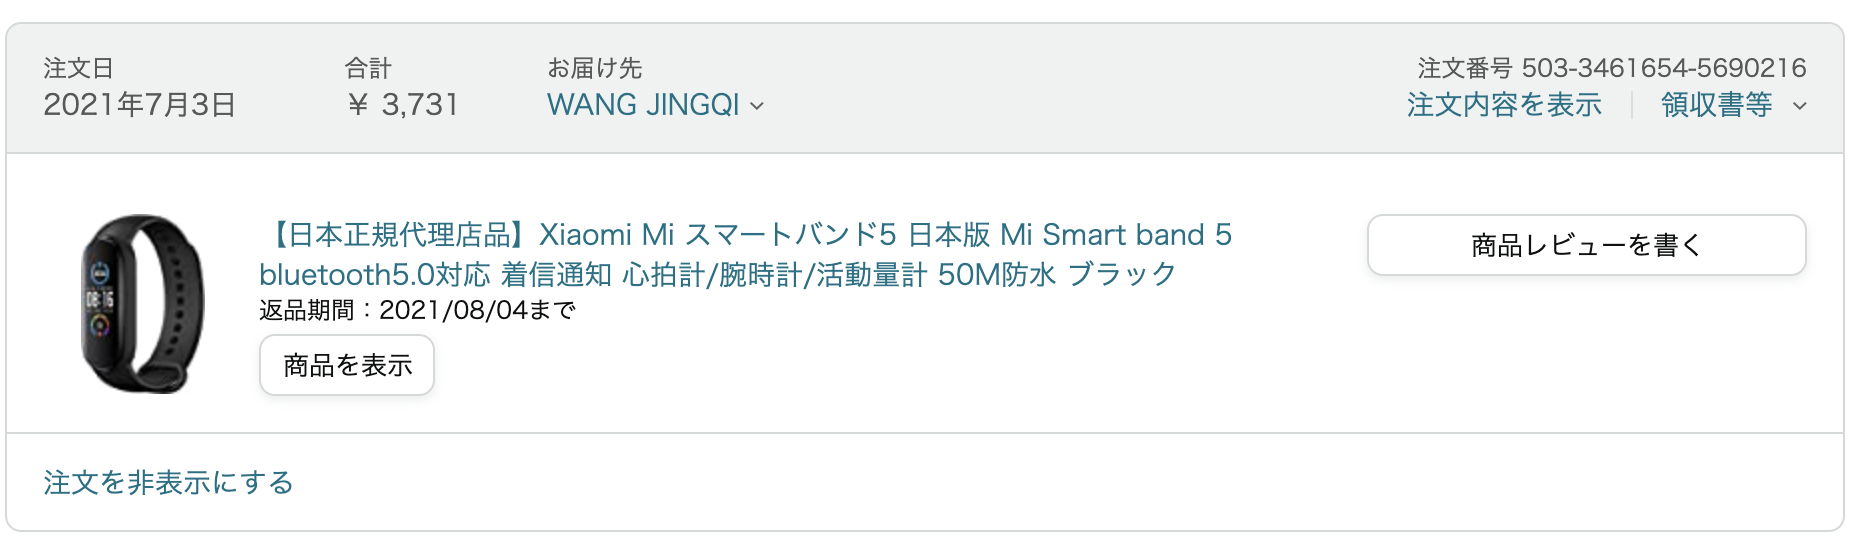 注文日
2021年7月3日
合計
¥ 3,731
お届け先
WANG JINGQI
注文番号 503-3461654-5690216
注文内容を表示
領収書等
【日本正規代理店品】Xiaomi Mi スマートバンド5 日本版 Mi Smart band 5
bluetooth5.0対応 着信通知 心拍計/腕時計/活動量計 50M防水 ブラック
返品期間：2021/08/04まで
商品を表示
商品レビューを書く
08:16
注文を非表示にする